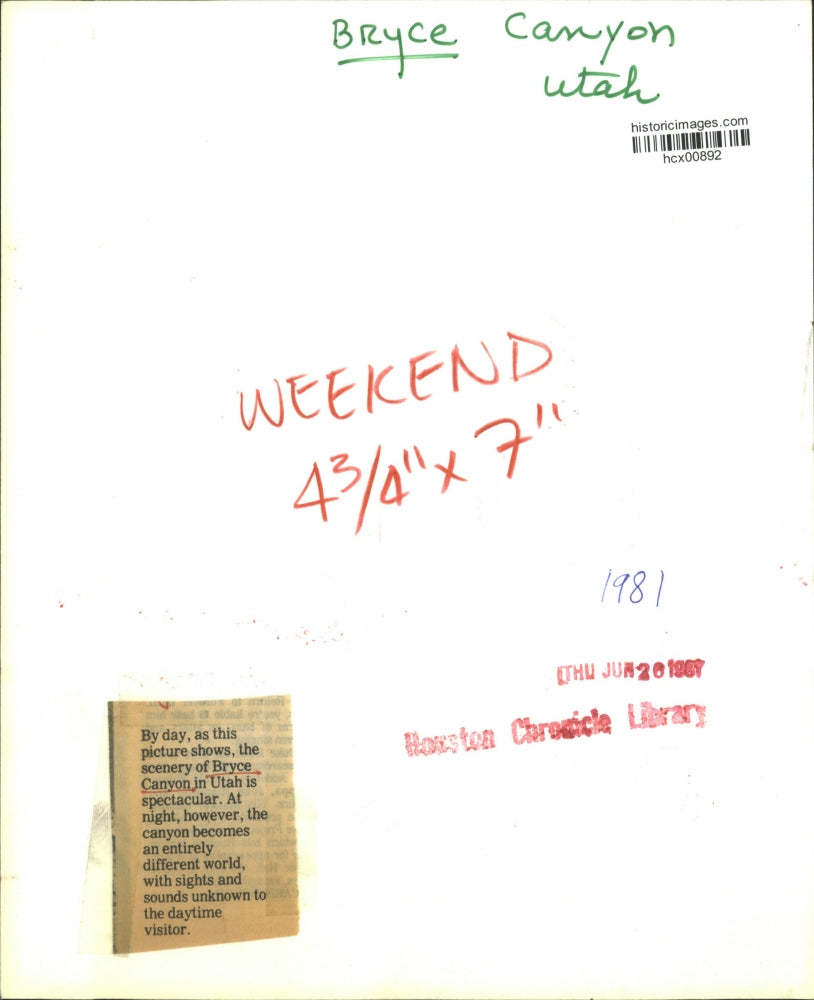 Bryce Canyon
Utah
historicimages.com
hcx00892
WEEKEND
4 3/4" x 7"
1981
THU JUN
Houston Chronicle Library
By day, as this
picture shows, the
scenery of Bryce
Canyon in Utah is
spectacular. At
night, however, the
canyon becomes
an entirely
different world,
with sights and
sounds unknown to
the daytime
visitor.